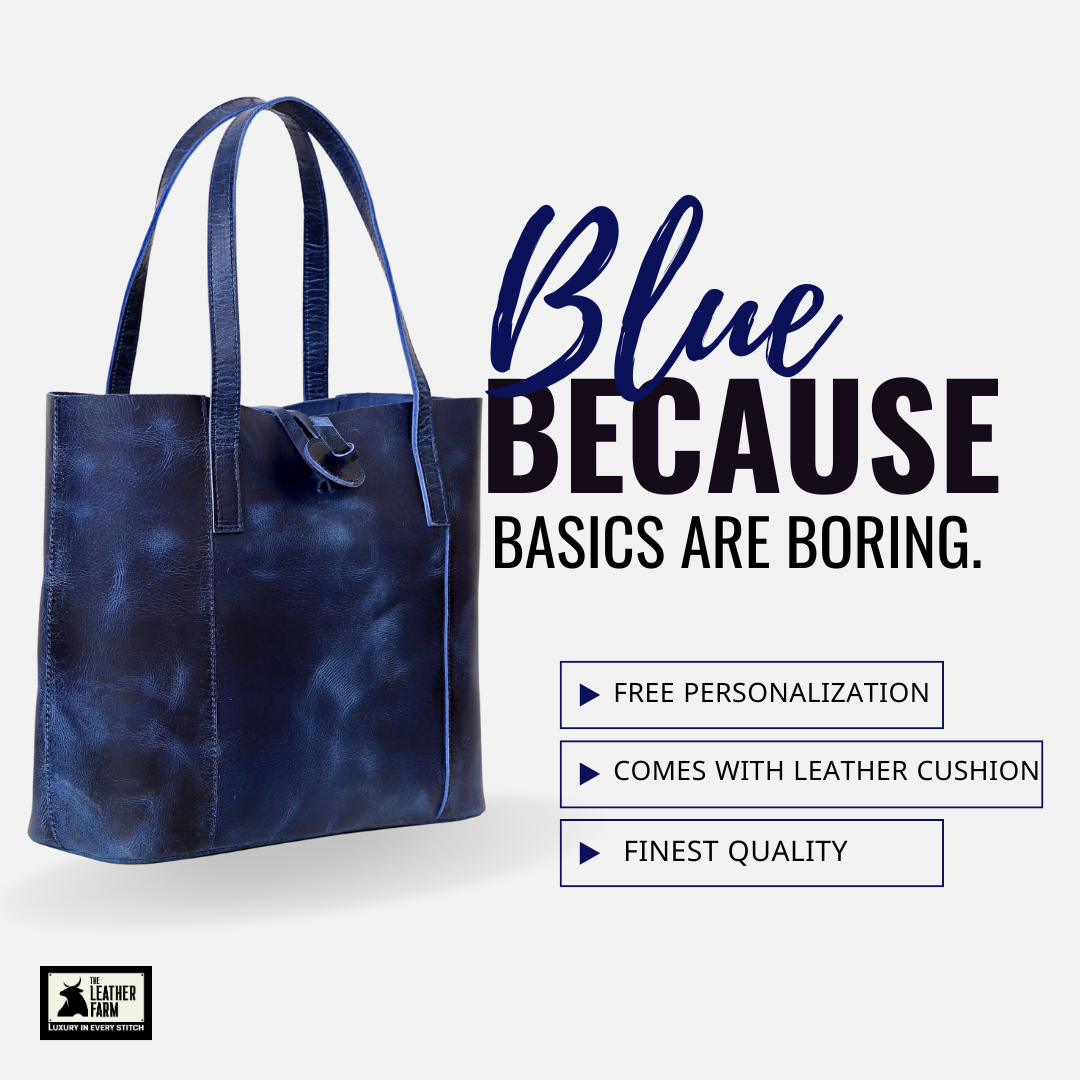 Blue
BECAUSE
BASICS ARE BORING.
FREE PERSONALIZATION
COMES WITH LEATHER CUSHION
FINEST QUALITY
THE
LEATHER
FARM
LUXURY IN EVERY STITCH